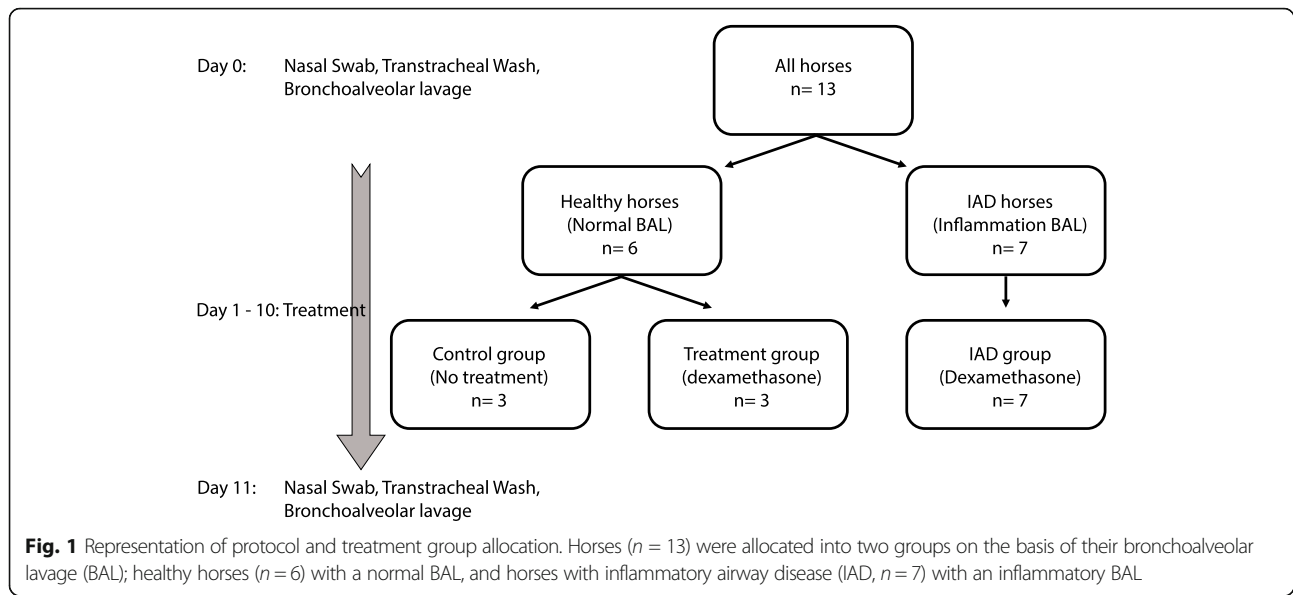 Day 0: Nasal Swab, Transtracheal Wash,
Bronchoalveolar lavage
All horses
n= 13
Healthy horses
(Normal BAL)
n= 6
IAD horses
(Inflammation BAL)
n= 7
Day 1 - 10: Treatment
Control group
(No treatment)
n= 3
Treatment group
(dexamethasone)
n= 3
IAD group
(Dexamethasone)
n= 7
Day 11: Nasal Swab, Transtracheal Wash,
Bronchoalveolar lavage
Fig. 1 Representation of protocol and treatment group allocation. Horses (n = 13) were allocated into two groups on the basis of their bronchoalveolar
lavage (BAL); healthy horses (n = 6) with a normal BAL, and horses with inflammatory airway disease (IAD, n = 7) with an inflammatory BAL